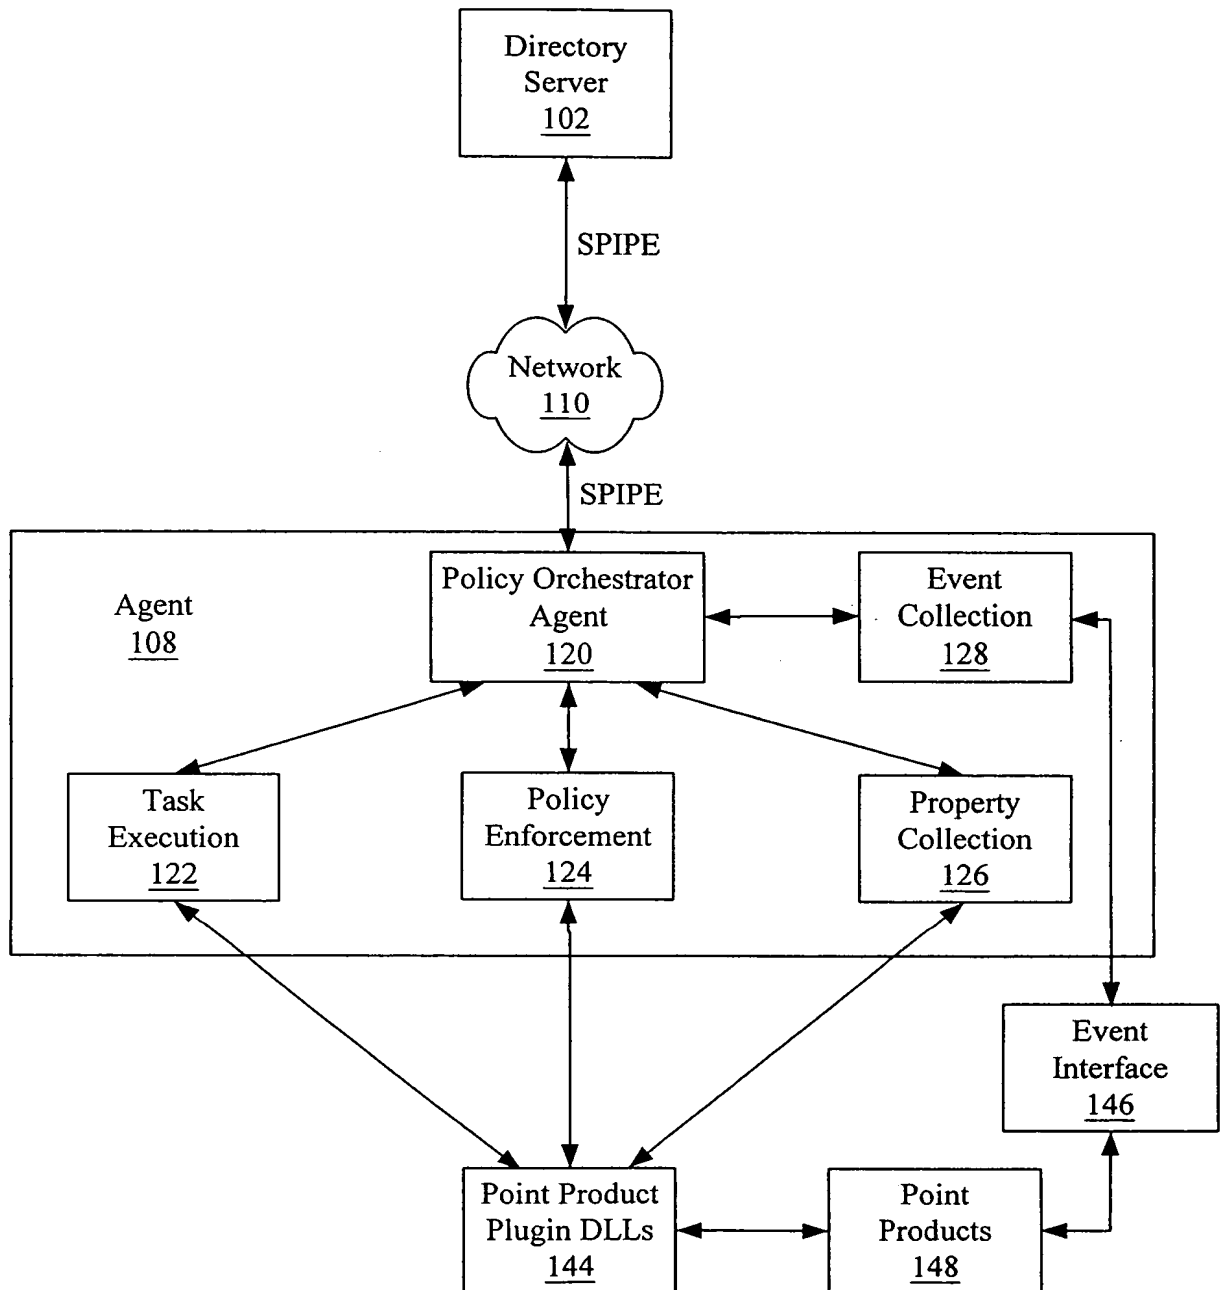 Directory
Server
102
SPIPE
Network
110
SPIPE
Agent
108
Policy Orchestrator
Agent
120
Event
Collection
128
Task
Execution
122
Policy
Enforcement
124
Property
Collection
126
Event
Interface
146
Point Product
Plugin DLLs
144
Point
Products
148